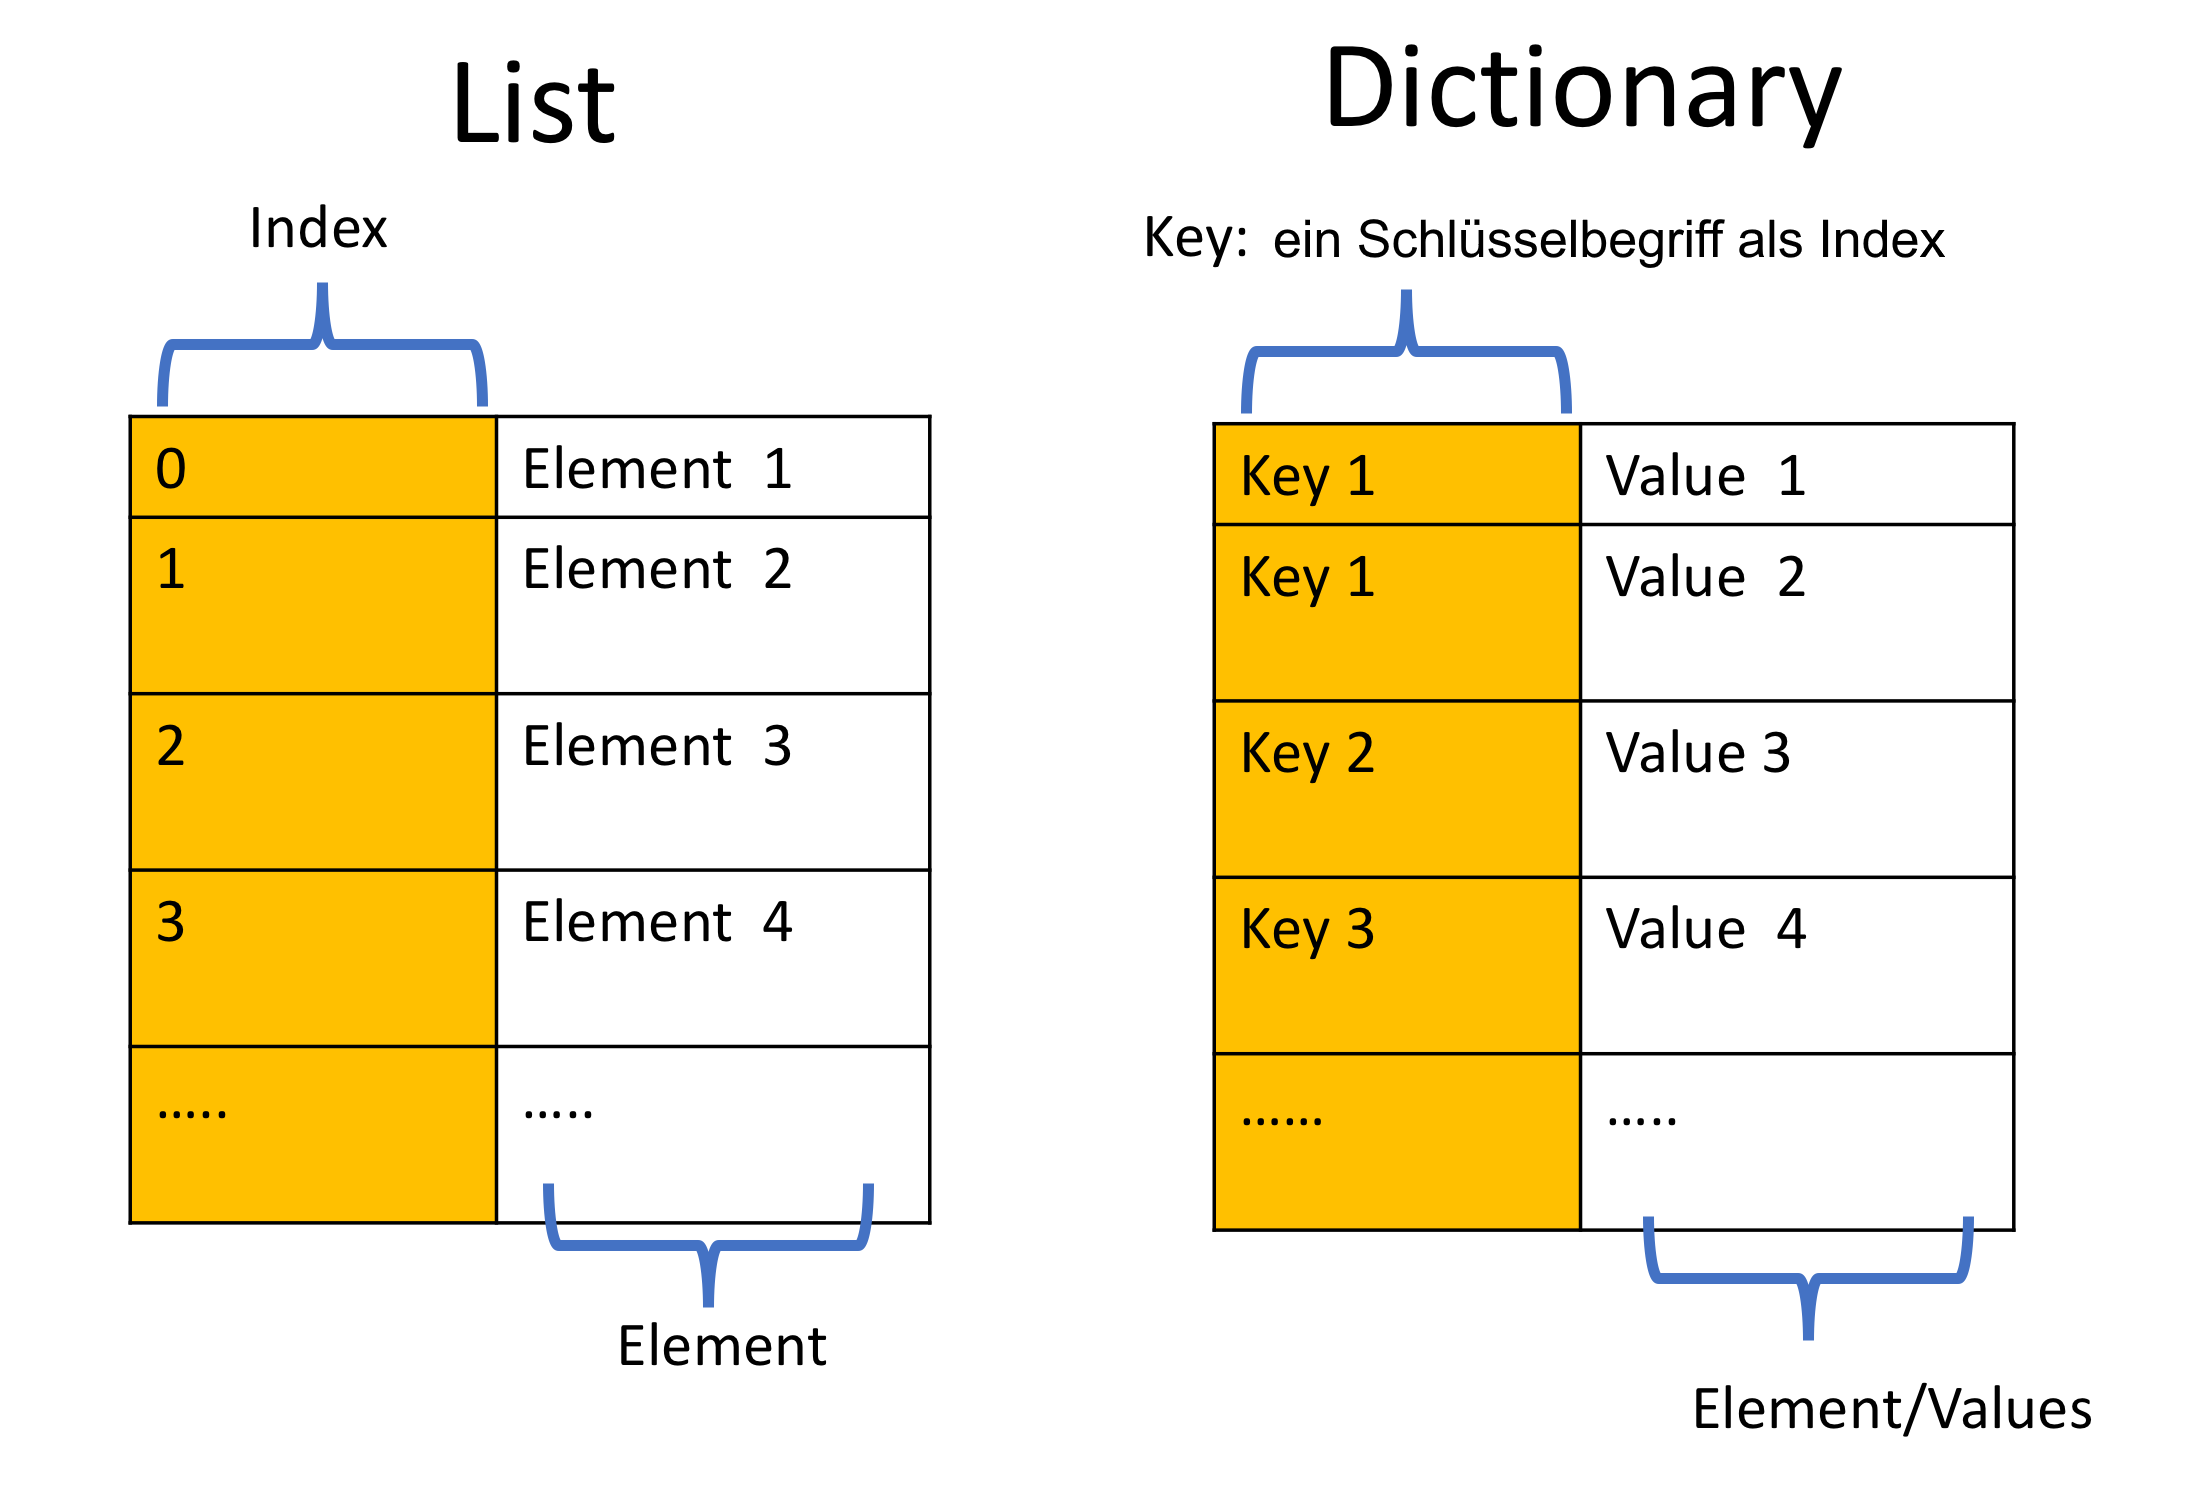 List
Index
0 Element 1
1 Element 2
2 Element 3
3 Element 4
..... .....
Element
Dictionary
Key: ein Schlüsselbegriff als Index
Key 1 Value 1
Key 1 Value 2
Key 2 Value 3
Key 3 Value 4
...... .....
Element/Values